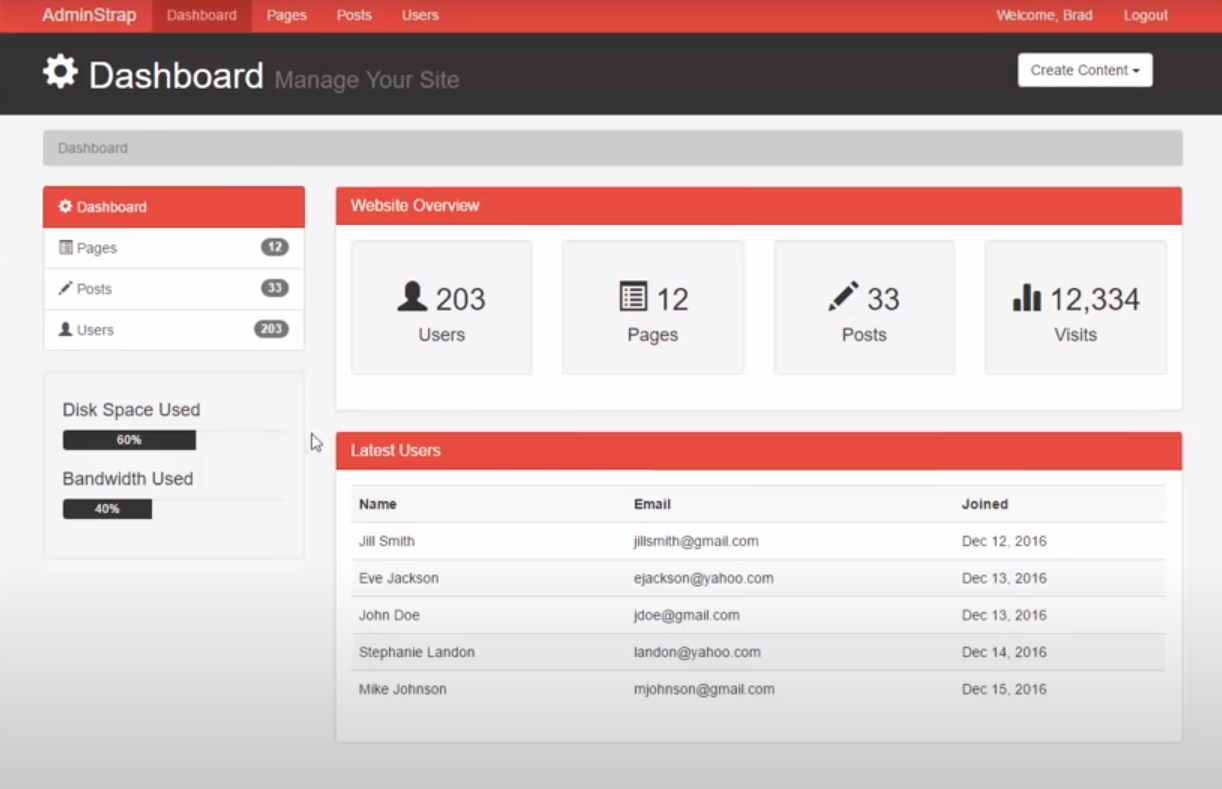 AdminStrap Dashboard Pages Posts Users Welcome, Brad Logout
Dashboard Manage Your Site Create Content
Dashboard
Dashboard
Pages 12
Posts 33
Users 203
Disk Space Used
60%
Bandwidth Used
40%
Website Overview
203
Users
12
Pages
33
Posts
12,334
Visits
Latest Users
Name Email Joined
Jill Smith jillsmith@gmail.com Dec 12, 2016
Eve Jackson ejackson@yahoo.com Dec 13, 2016
John Doe jdoe@gmail.com Dec 13, 2016
Stephanie Landon landon@yahoo.com Dec 14, 2016
Mike Johnson mjohnson@gmail.com Dec 15, 2016